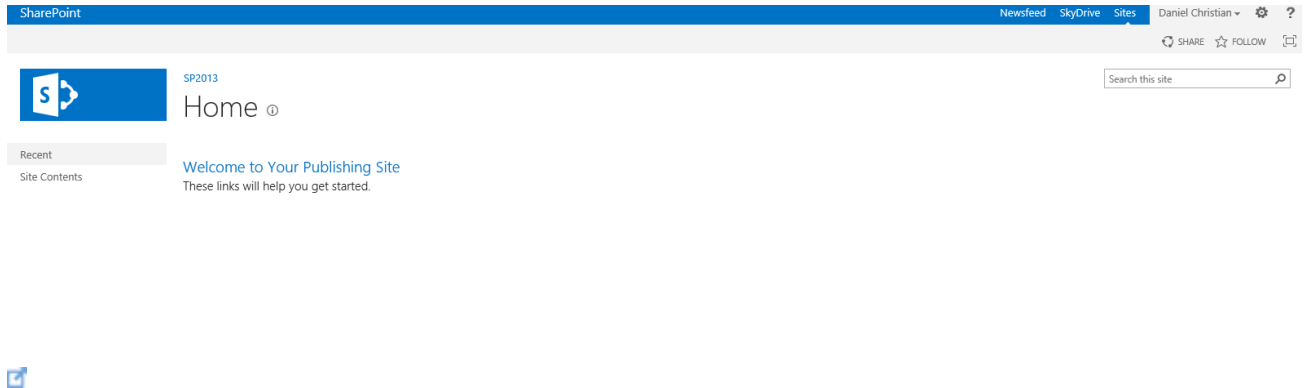 SharePoint Newsfeed SkyDrive Sites Daniel Christian ?
SHARE FOLLOW
S
SP2013
Search this site
Home
Recent
Welcome to Your Publishing Site
Site Contents
These links will help you get started.